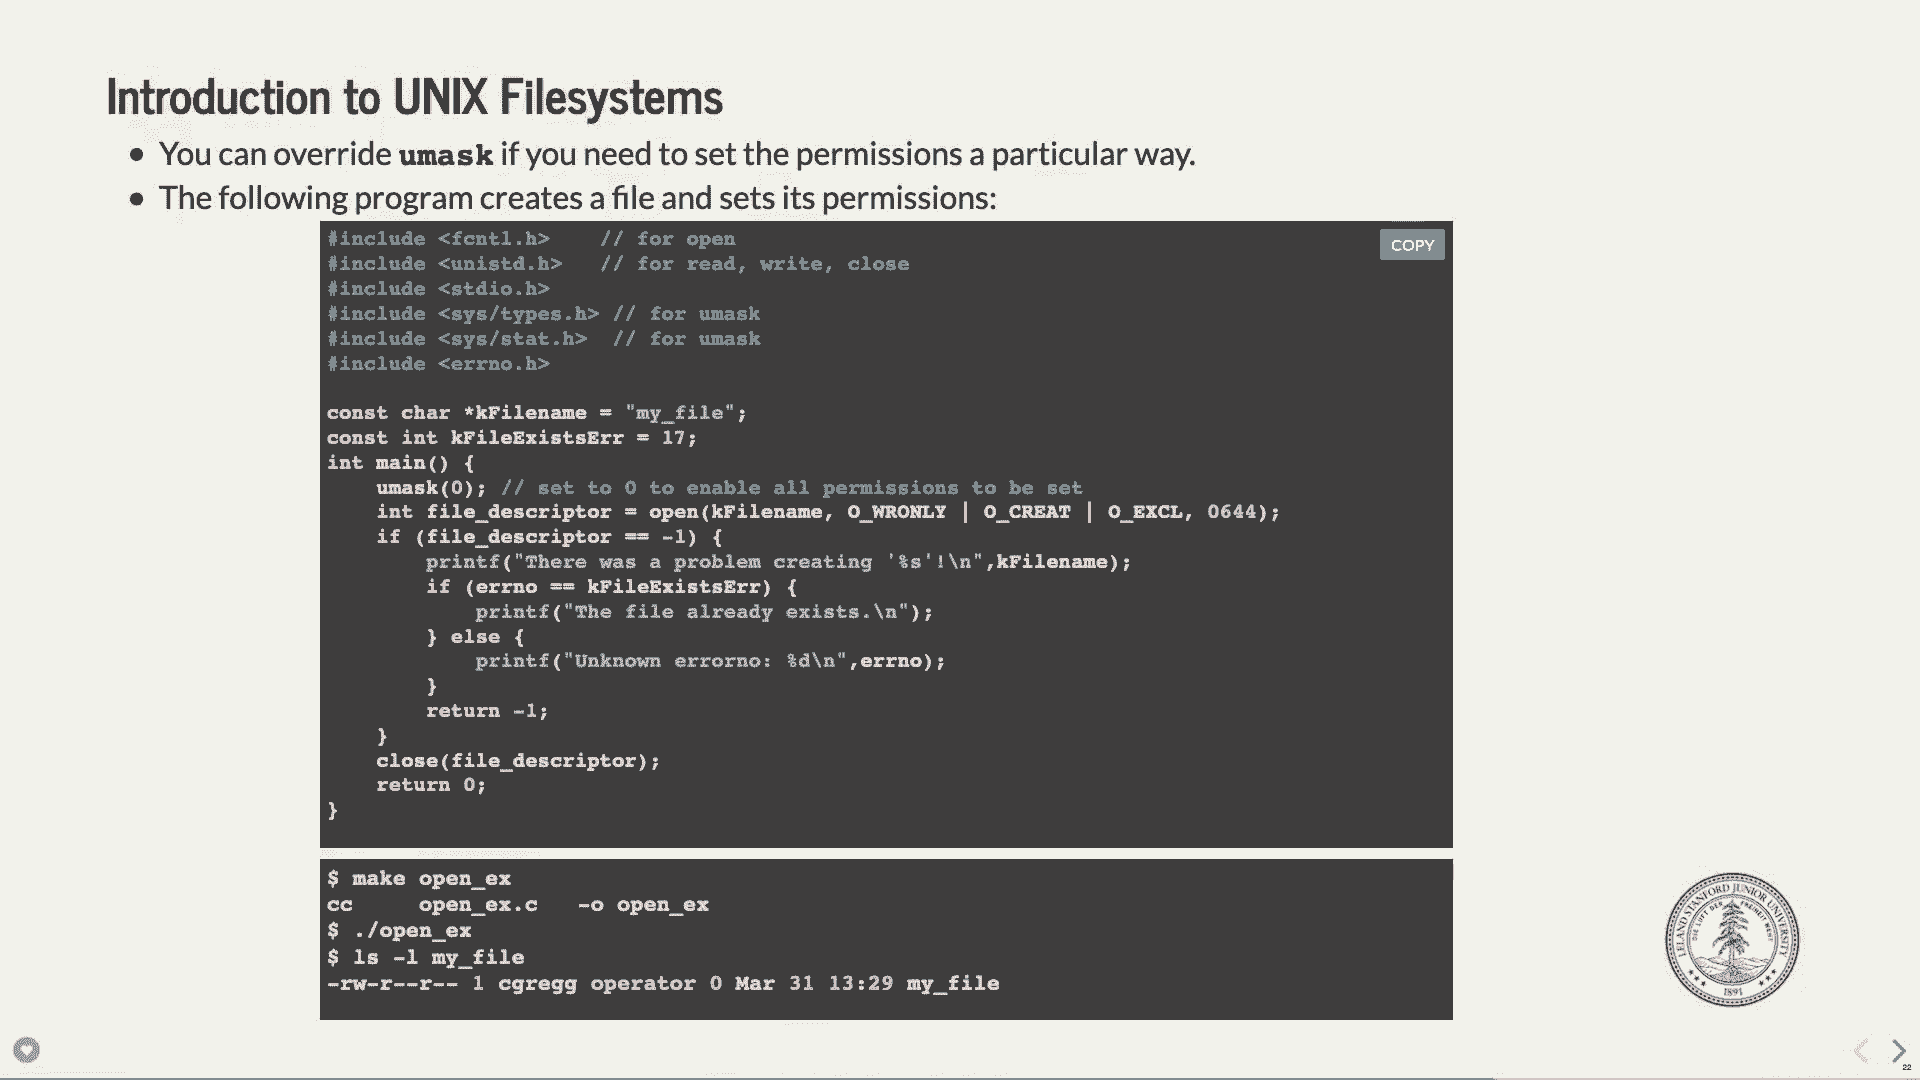 Introduction to UNIX Filesystems
● You can override umask if you need to set the permissions a particular way.
● The following program creates a file and sets its permissions:
COPY
#include <fcntl.h>    // for open
#include <unistd.h>   // for read, write, close
#include <stdio.h>
#include <sys/types.h> // for umask
#include <sys/stat.h>  // for umask
#include <errno.h>

const char *kFilename = "my_file";
const int kFileExistsErr = 17;
int main() {
    umask(0); // set to 0 to enable all permissions to be set
    int file_descriptor = open(kFilename, O_WRONLY | O_CREAT | O_EXCL, 0644);
    if (file_descriptor == -1) {
        printf("There was a problem creating '%s'!\n",kFilename);
        if (errno == kFileExistsErr) {
            printf("The file already exists.\n");
        } else {
            printf("Unknown errorno: %d\n",errno);
        }
        return -1;
    }
    close(file_descriptor);
    return 0;
}
$ make open_ex
cc     open_ex.c   -o open_ex
$ ./open_ex
$ ls -l my_file
-rw-r--r-- 1 cgregg operator 0 Mar 31 13:29 my_file
LELAND STANFORD JUNIOR UNIVERSITY
DIE LUFT DER FREIHEIT WEHT
1891
22